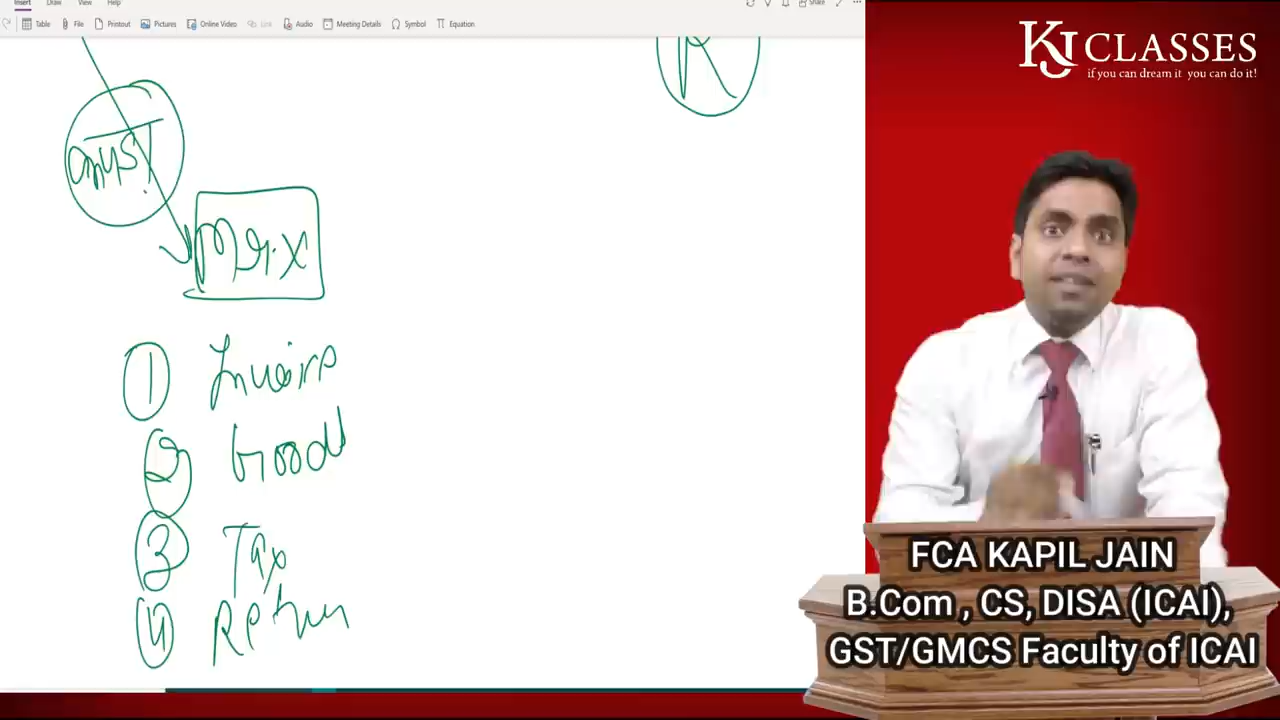 Insert Draw View Help
Share
Table File Printout Pictures Online Video Link Audio Meeting Details Symbol Equation
KJ CLASSES
if you can dream it you can do it!
R
Mr. X
① Invoice
② Goods
③ Tax
④ Return
FCA KAPIL JAIN
B.Com , CS, DISA (ICAI),
GST/GMCS Faculty of ICAI